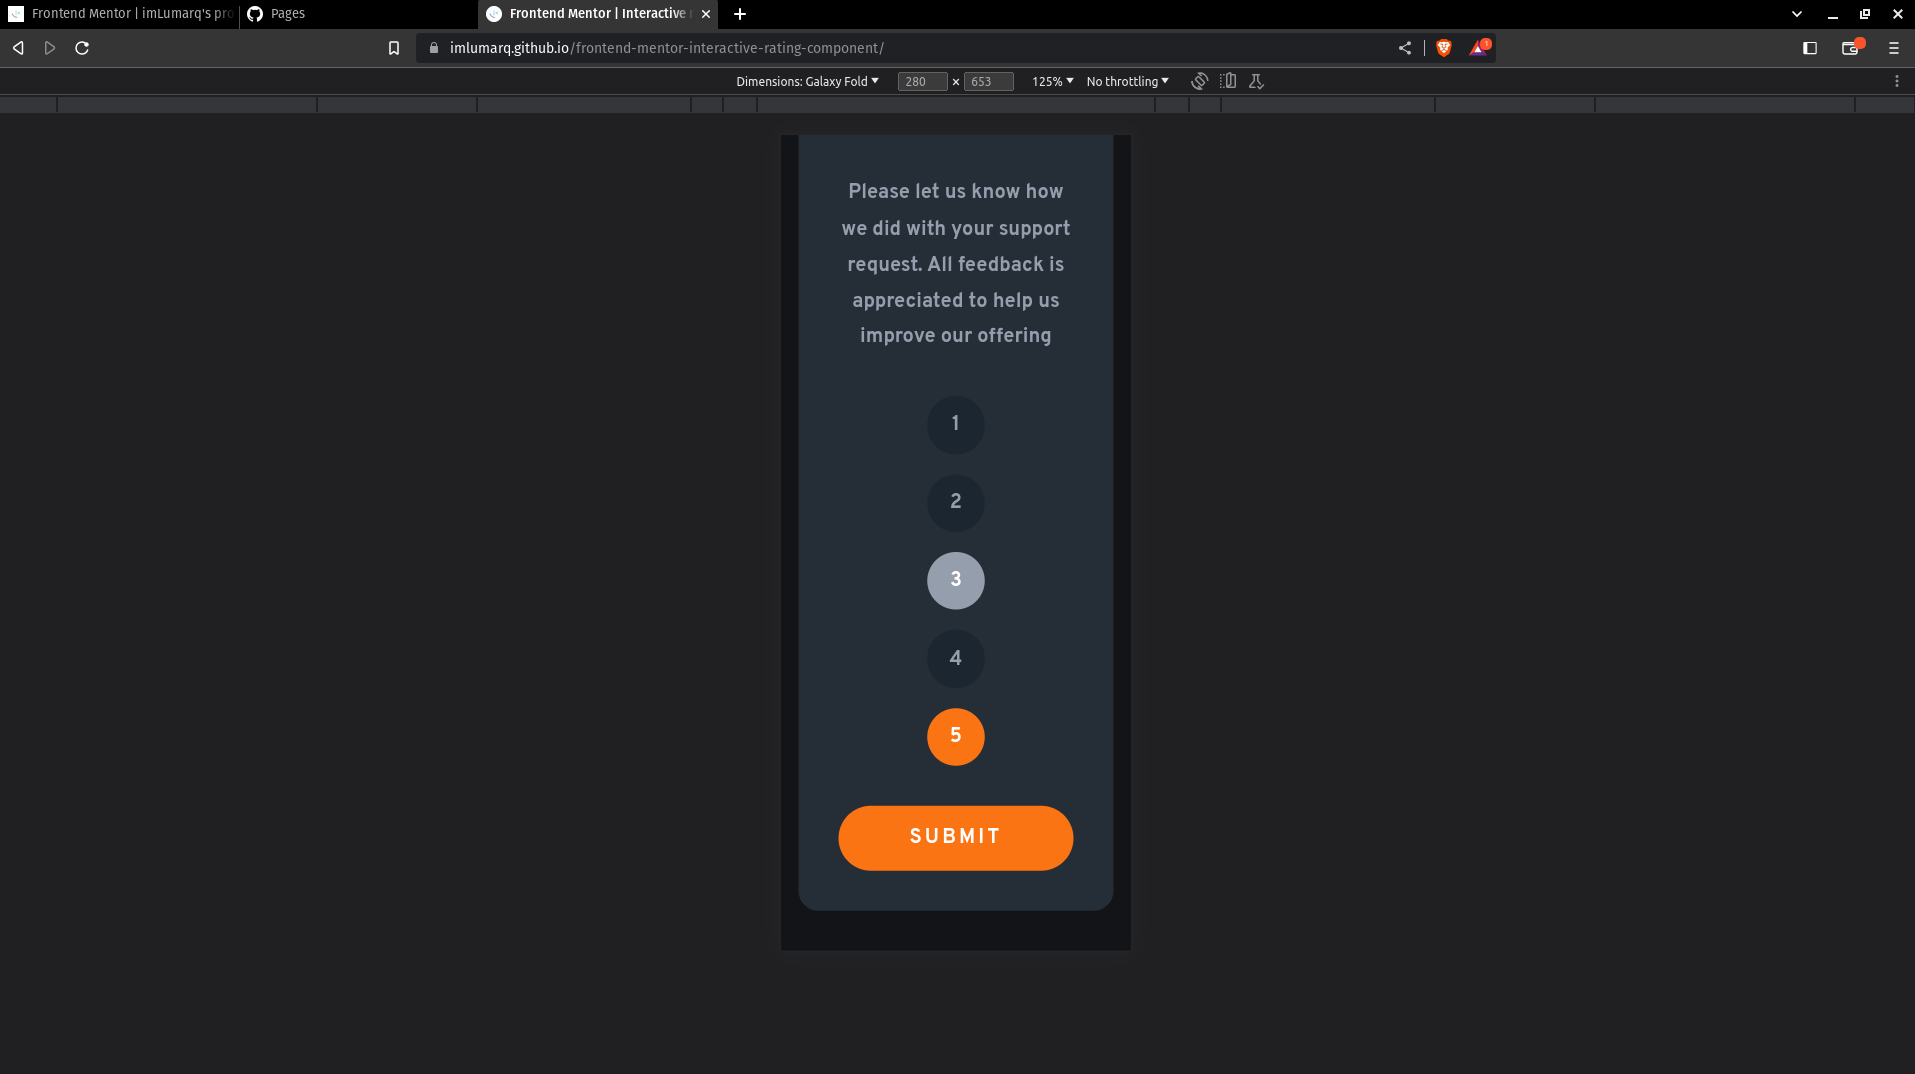 Frontend Mentor | imLumarq's pro
Pages
Frontend Mentor | Interactive
imlumarq.github.io/frontend-mentor-interactive-rating-component/
1
Dimensions: Galaxy Fold
280 × 653
125%
No throttling
Please let us know how
we did with your support
request. All feedback is
appreciated to help us
improve our offering
1
2
3
4
5
SUBMIT